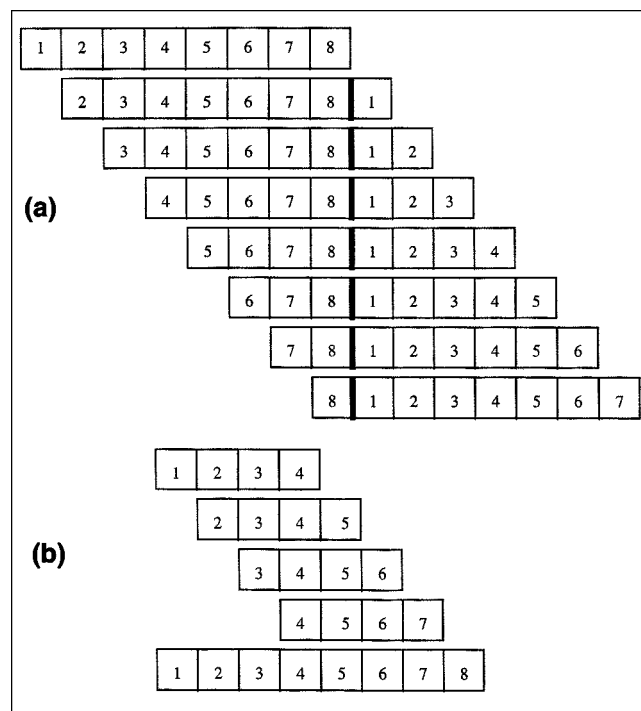 1 2 3 4 5 6 7 8
2 3 4 5 6 7 8 1
3 4 5 6 7 8 1 2
(a)
4 5 6 7 8 1 2 3
5 6 7 8 1 2 3 4
6 7 8 1 2 3 4 5
7 8 1 2 3 4 5 6
8 1 2 3 4 5 6 7
1 2 3 4
2 3 4 5
(b)
3 4 5 6
4 5 6 7
1 2 3 4 5 6 7 8